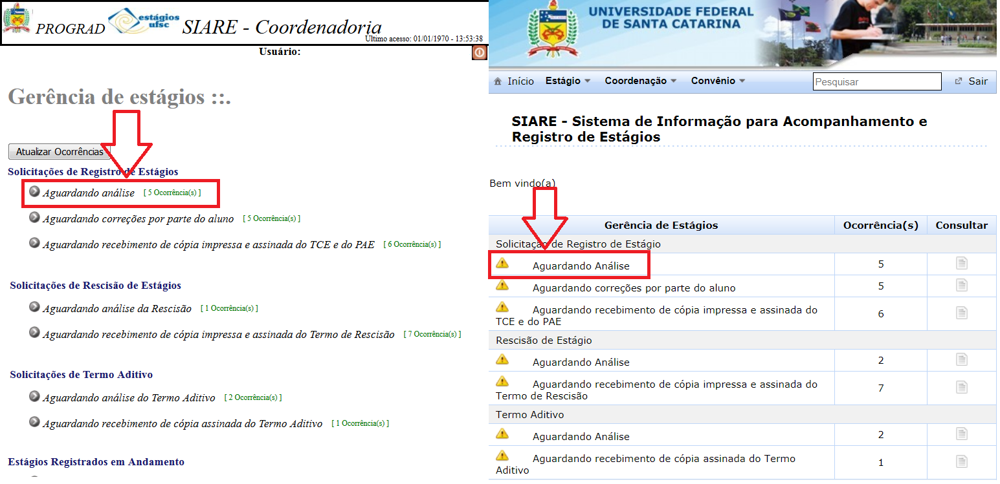 PROGRAD
estágios
ufsc
SIARE - Coordenadoria
Último acesso: 01/01/1970 - 13:53:38
Usuário:
Gerência de estágios ::.
Atualizar Ocorrências
Solicitações de Registro de Estágios
Aguardando análise [ 5 Ocorrência(s) ]
Aguardando correções por parte do aluno [ 5 Ocorrência(s) ]
Aguardando recebimento de cópia impressa e assinada do TCE e do PAE [ 6 Ocorrência(s) ]
Solicitações de Rescisão de Estágios
Aguardando análise da Rescisão [ 1 Ocorrência(s) ]
Aguardando recebimento de cópia impressa e assinada do Termo de Rescisão [ 7 Ocorrência(s) ]
Solicitações de Termo Aditivo
Aguardando análise do Termo Aditivo [ 2 Ocorrência(s) ]
Aguardando recebimento de cópia assinada do Termo Aditivo [ 1 Ocorrência(s) ]
Estágios Registrados em Andamento
UNIVERSIDADE FEDERAL
DE SANTA CATARINA
Início Estágio Coordenação Convênio Pesquisar Sair
SIARE - Sistema de Informação para Acompanhamento e
Registro de Estágios
Bem vindo(a)
Gerência de Estágios Ocorrência(s) Consultar
Solicitação de Registro de Estágio
Aguardando Análise 5
Aguardando correções por parte do aluno 5
Aguardando recebimento de cópia impressa e assinada do
TCE e do PAE 6
Rescisão de Estágio
Aguardando Análise 2
Aguardando recebimento de cópia impressa e assinada do
Termo de Rescisão 7
Termo Aditivo
Aguardando Análise 2
Aguardando recebimento de cópia assinada do Termo
Aditivo 1